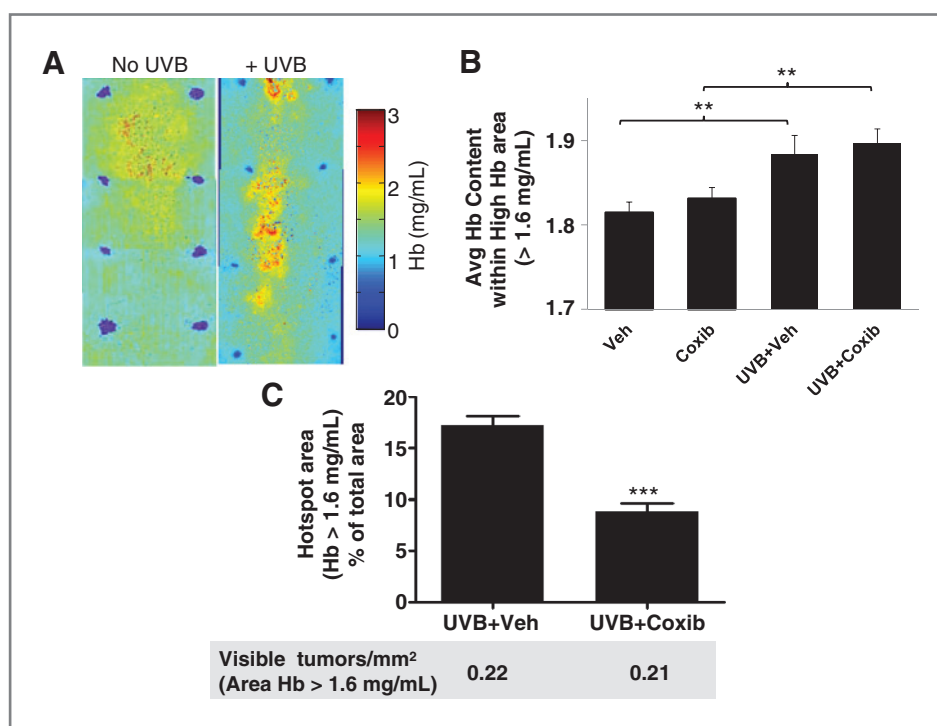 A
No UVB
+ UVB
3
2
1
0
Hb (mg/mL)
B
**
**
1.9
1.8
1.7
Avg Hb Content
within High Hb area
(> 1.6 mg/mL)
Veh
Coxib
UVB+Veh
UVB+Coxib
C
20
15
10
5
0
Hotspot area
(Hb > 1.6 mg/mL)
% of total area
***
UVB+Veh
UVB+Coxib
Visible tumors/mm²
(Area Hb > 1.6 mg/mL)
0.22
0.21